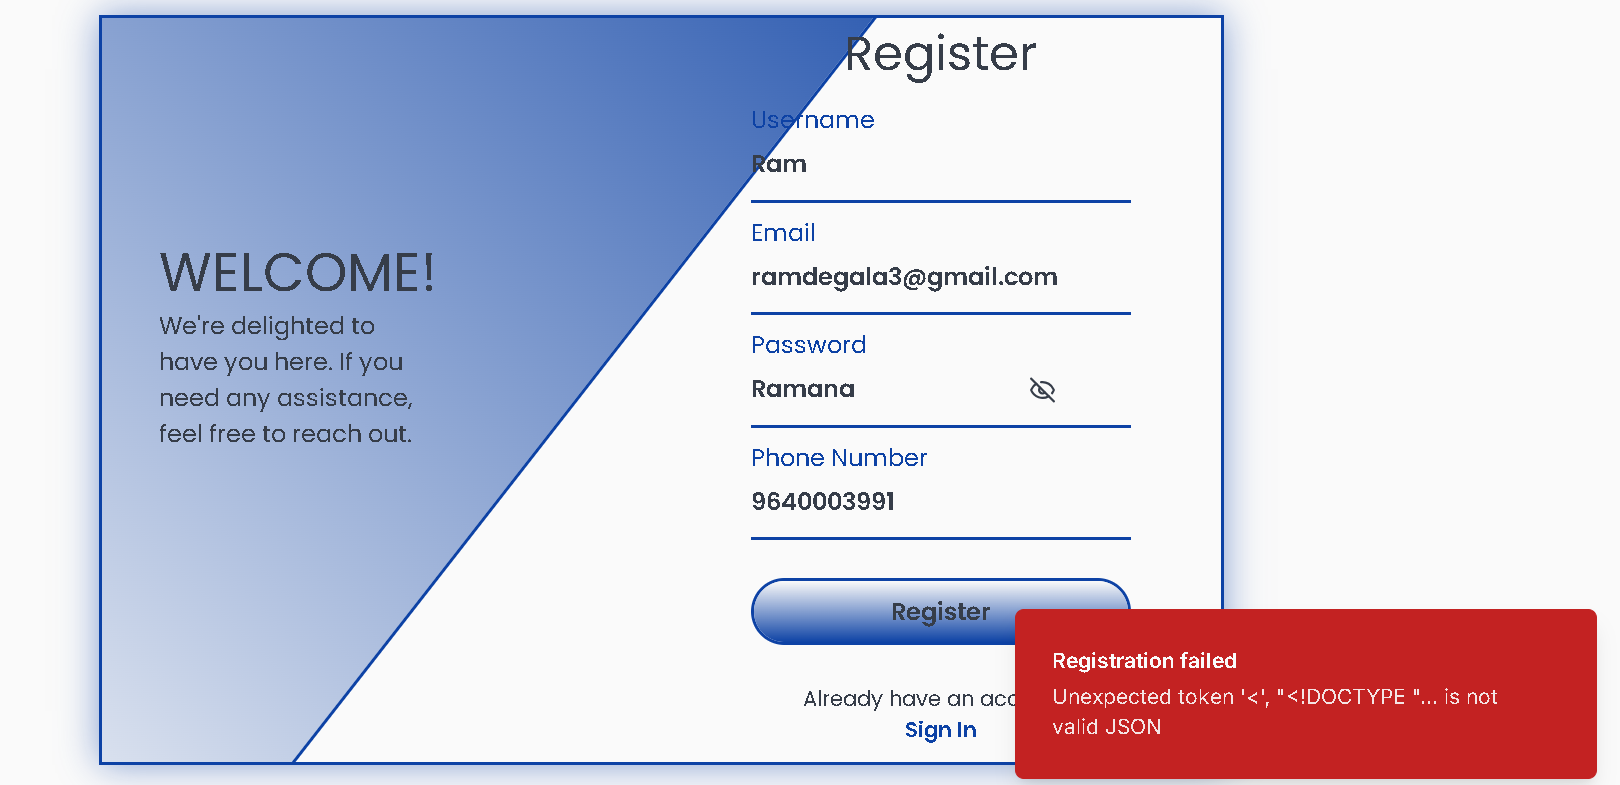 Register
Username
Ram
Email
ramdegala3@gmail.com
Password
Ramana
Phone Number
9640003991
Register
Already have an acc
Sign In
WELCOME!
We're delighted to
have you here. If you
need any assistance,
feel free to reach out.
Registration failed
Unexpected token '<', "<!DOCTYPE "... is not
valid JSON